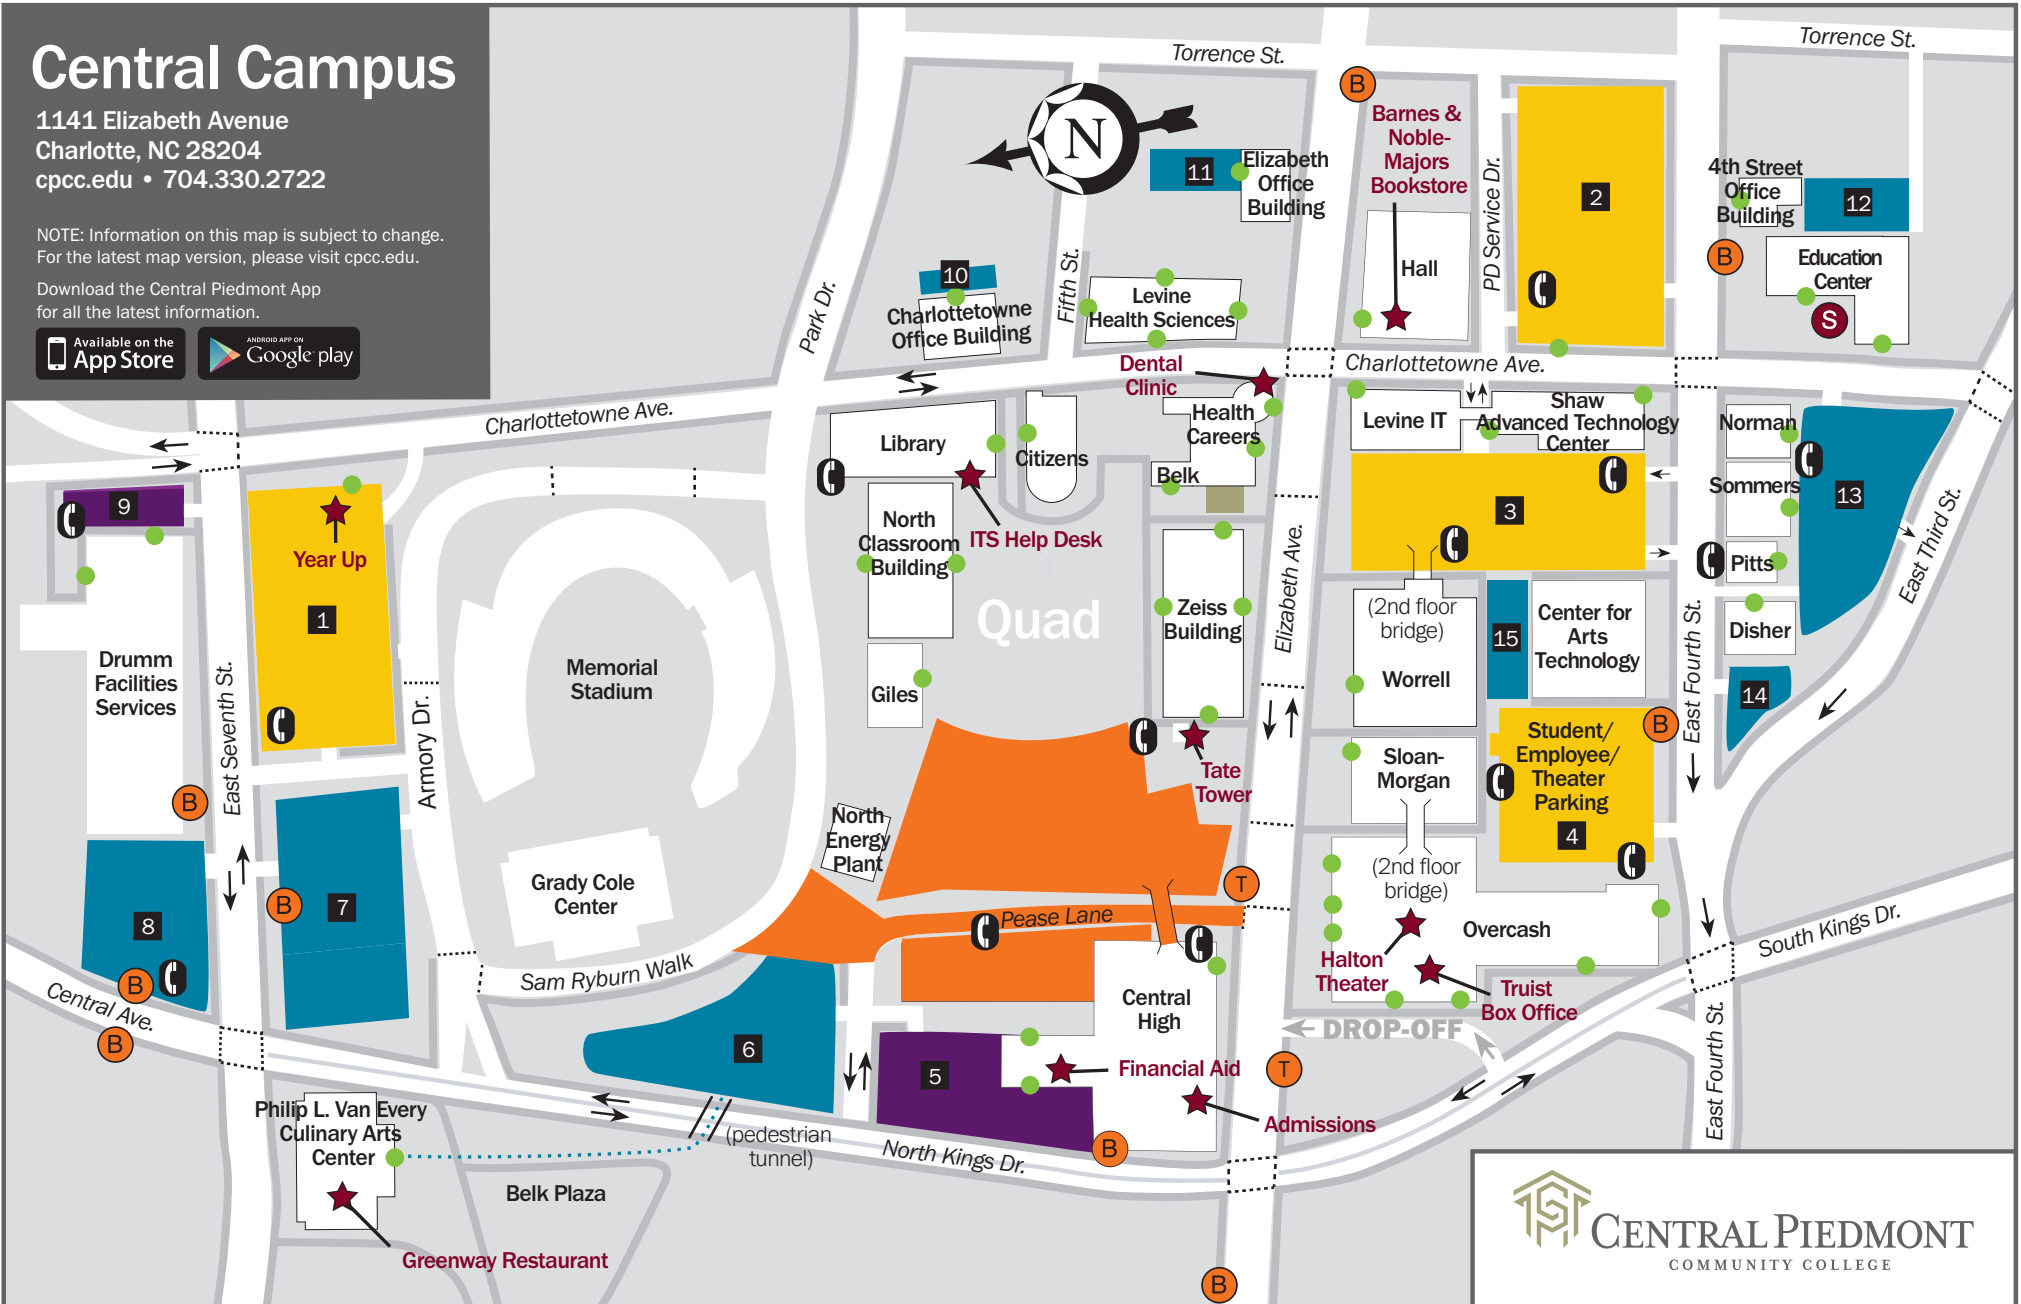 Central Campus
1141 Elizabeth Avenue
Charlotte, NC 28204
cpcc.edu • 704.330.2722
NOTE: Information on this map is subject to change.
For the latest map version, please visit cpcc.edu.
Download the Central Piedmont App
for all the latest information.
Available on the
App Store
ANDROID APP ON
Google play
Torrence St.
Torrence St.
N
B
Barnes &
Noble-
Majors
Bookstore
Hall
PD Service Dr.
2
4th Street
Office
Building
12
B
Education
Center
S
11
Elizabeth
Office
Building
Park Dr.
Fifth St.
10
Charlottetowne
Office Building
Levine
Health Sciences
Dental
Clinic
Charlottetowne Ave.
Charlottetowne Ave.
Library
Citizens
Health
Careers
Belk
Levine IT
Shaw
Advanced Technology
Center
Norman
Sommers
13
Pitts
Disher
14
East Third St.
9
Year Up
1
Drumm
Facilities
Services
East Seventh St.
Armory Dr.
Memorial
Stadium
North
Classroom
Building
ITS Help Desk
Quad
Giles
Zeiss
Building
Elizabeth Ave.
3
(2nd floor
bridge)
Worrell
15
Center for
Arts
Technology
East Fourth St.
Tate
Tower
Sloan-
Morgan
Student/
Employee/
Theater
Parking
4
B
B
North
Energy
Plant
Grady Cole
Center
(2nd floor
bridge)
Overcash
T
Pease Lane
8
B
7
B
Halton
Theater
Truist
Box Office
South Kings Dr.
Sam Ryburn Walk
Central High
Central Ave.
B
6
5
Financial Aid
Admissions
DROP-OFF
T
East Fourth St.
Philip L. Van Every
Culinary Arts
Center
(pedestrian
tunnel)
North Kings Dr.
B
Belk Plaza
Greenway Restaurant
B
CENTRAL PIEDMONT
COMMUNITY COLLEGE